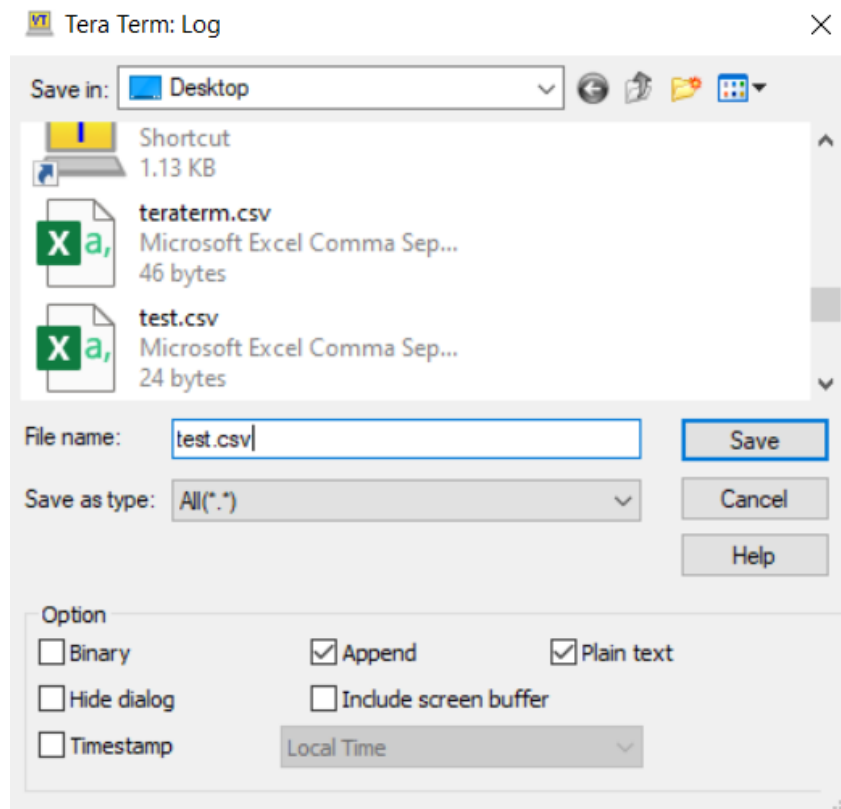 VT Tera Term: Log
Save in: Desktop
Shortcut
1.13 KB
teraterm.csv
Microsoft Excel Comma Sep...
46 bytes
test.csv
Microsoft Excel Comma Sep...
24 bytes
File name: test.csv Save
Save as type: All(*.*) Cancel
Help
Option
Binary Append Plain text
Hide dialog Include screen buffer
Timestamp Local Time